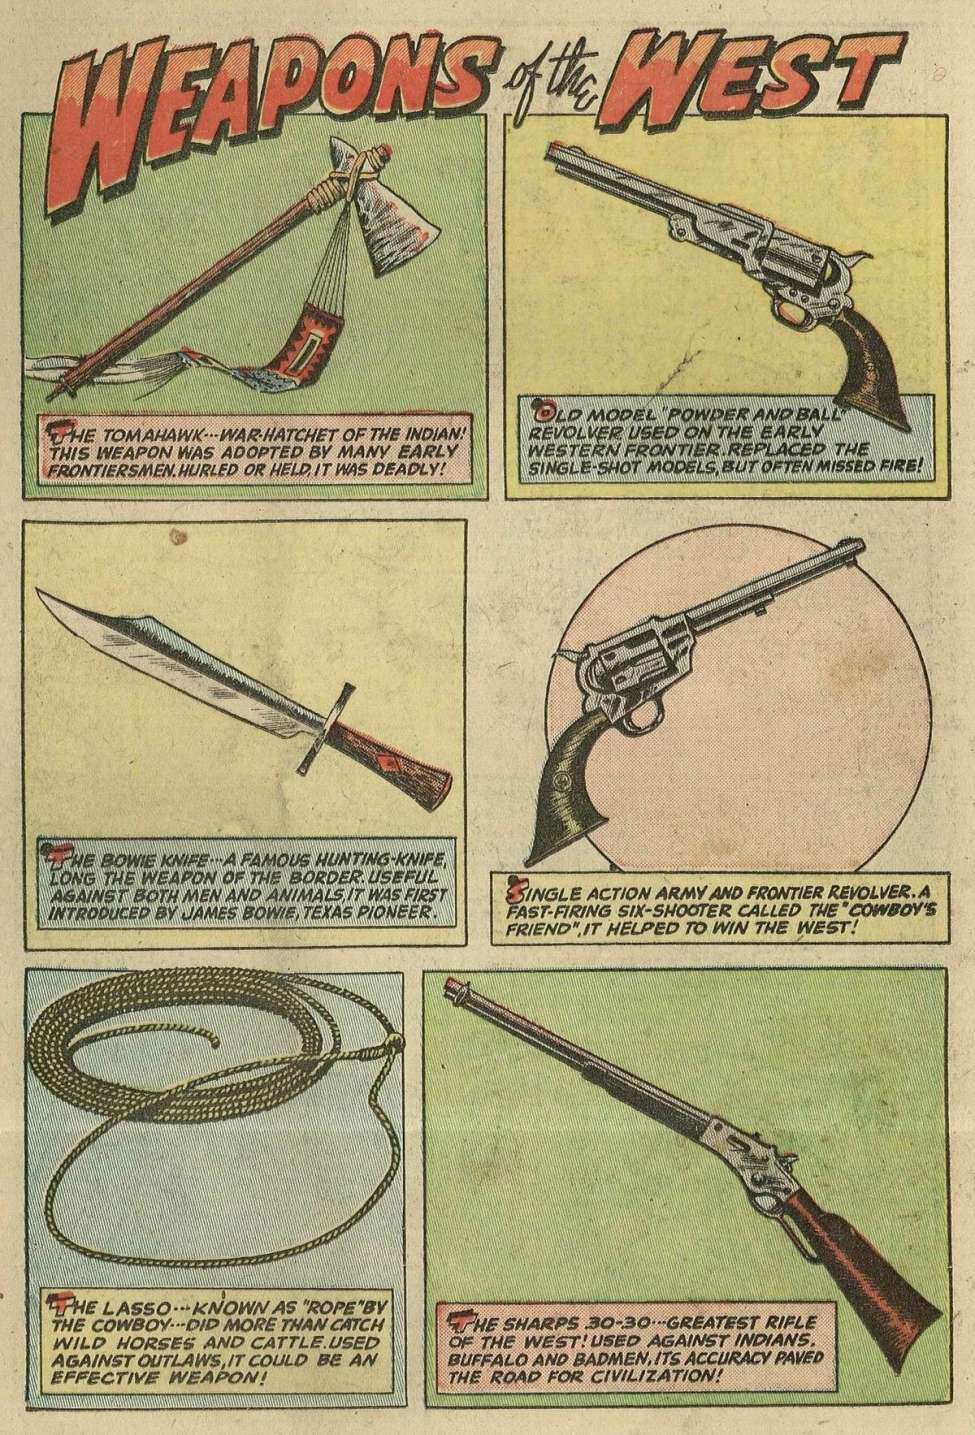 WEAPONS of the WEST
THE TOMAHAWK---WAR-HATCHET OF THE INDIAN!
THIS WEAPON WAS ADOPTED BY MANY EARLY
FRONTIERSMEN. HURLED OR HELD, IT WAS DEADLY!
OLD MODEL "POWDER AND BALL"
REVOLVER USED ON THE EARLY
WESTERN FRONTIER. REPLACED THE
SINGLE-SHOT MODELS, BUT OFTEN MISSED FIRE!
THE BOWIE KNIFE---A FAMOUS HUNTING-KNIFE,
LONG THE WEAPON OF THE BORDER. USEFUL
AGAINST BOTH MEN AND ANIMALS, IT WAS FIRST
INTRODUCED BY JAMES BOWIE, TEXAS PIONEER.
SINGLE ACTION ARMY AND FRONTIER REVOLVER. A
FAST-FIRING SIX-SHOOTER CALLED THE "COWBOY'S
FRIEND", IT HELPED TO WIN THE WEST!
THE LASSO---KNOWN AS "ROPE" BY
THE COWBOY---DID MORE THAN CATCH
WILD HORSES AND CATTLE. USED
AGAINST OUTLAWS, IT COULD BE AN
EFFECTIVE WEAPON!
THE SHARPS .30-30---GREATEST RIFLE
OF THE WEST! USED AGAINST INDIANS,
BUFFALO AND BADMEN, ITS ACCURACY PAVED
THE ROAD FOR CIVILIZATION!